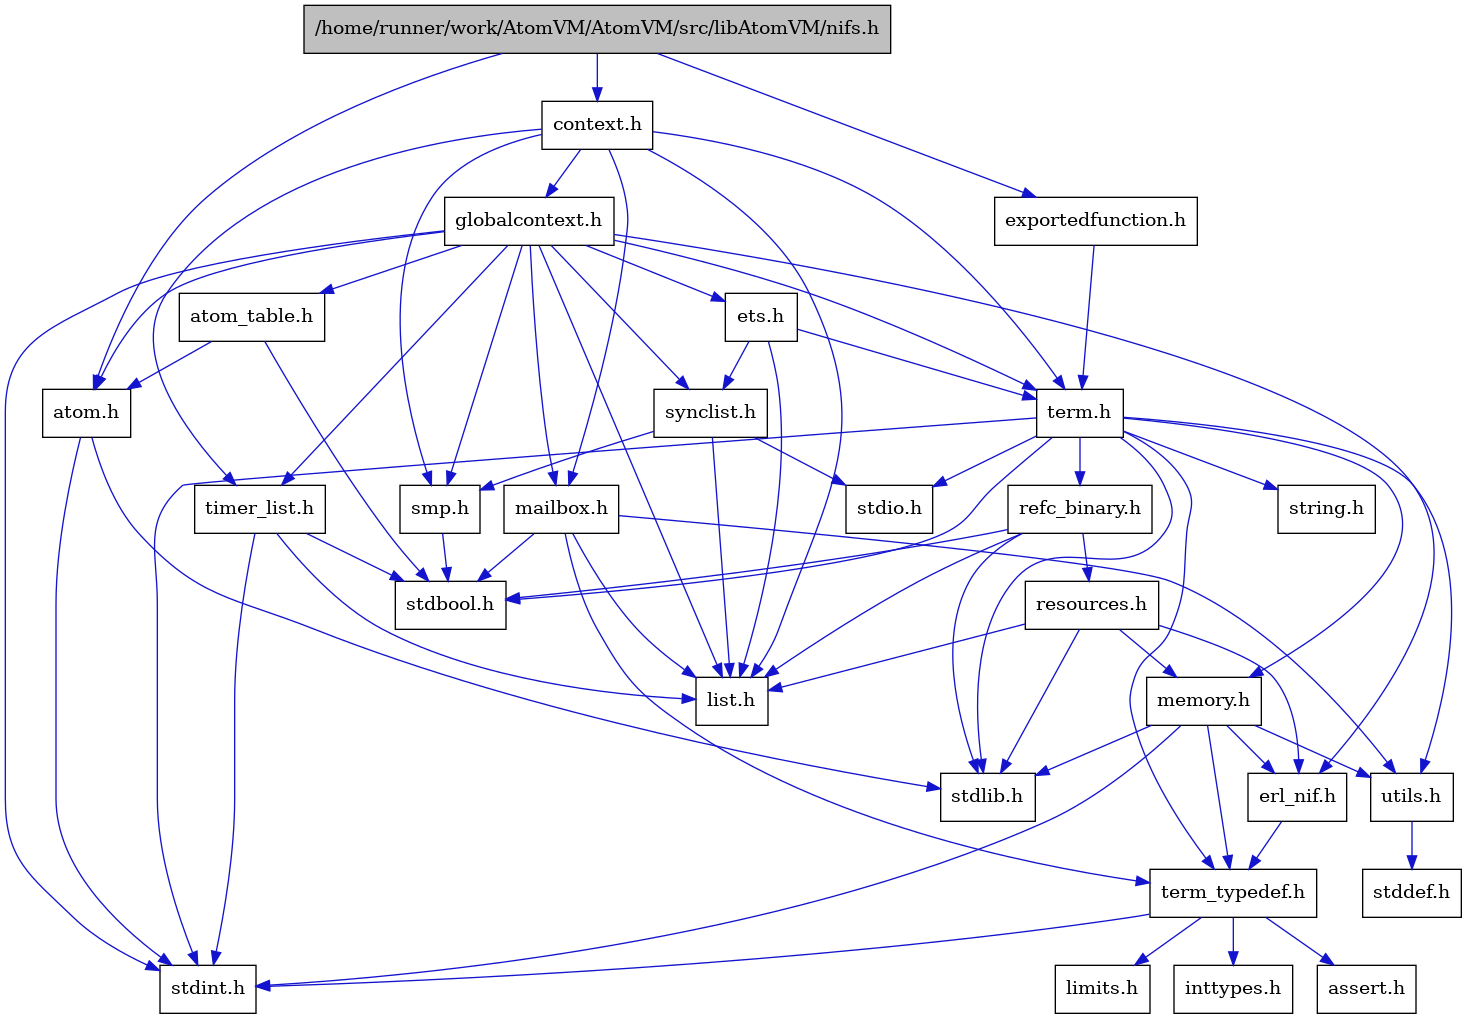 /home/runner/work/AtomVM/AtomVM/src/libAtomVM/nifs.h
context.h
globalcontext.h
exportedfunction.h
atom_table.h
ets.h
atom.h
synclist.h
term.h
timer_list.h
smp.h
mailbox.h
stdio.h
refc_binary.h
string.h
stdbool.h
resources.h
list.h
memory.h
stdlib.h
erl_nif.h
utils.h
term_typedef.h
stddef.h
stdint.h
limits.h
inttypes.h
assert.h